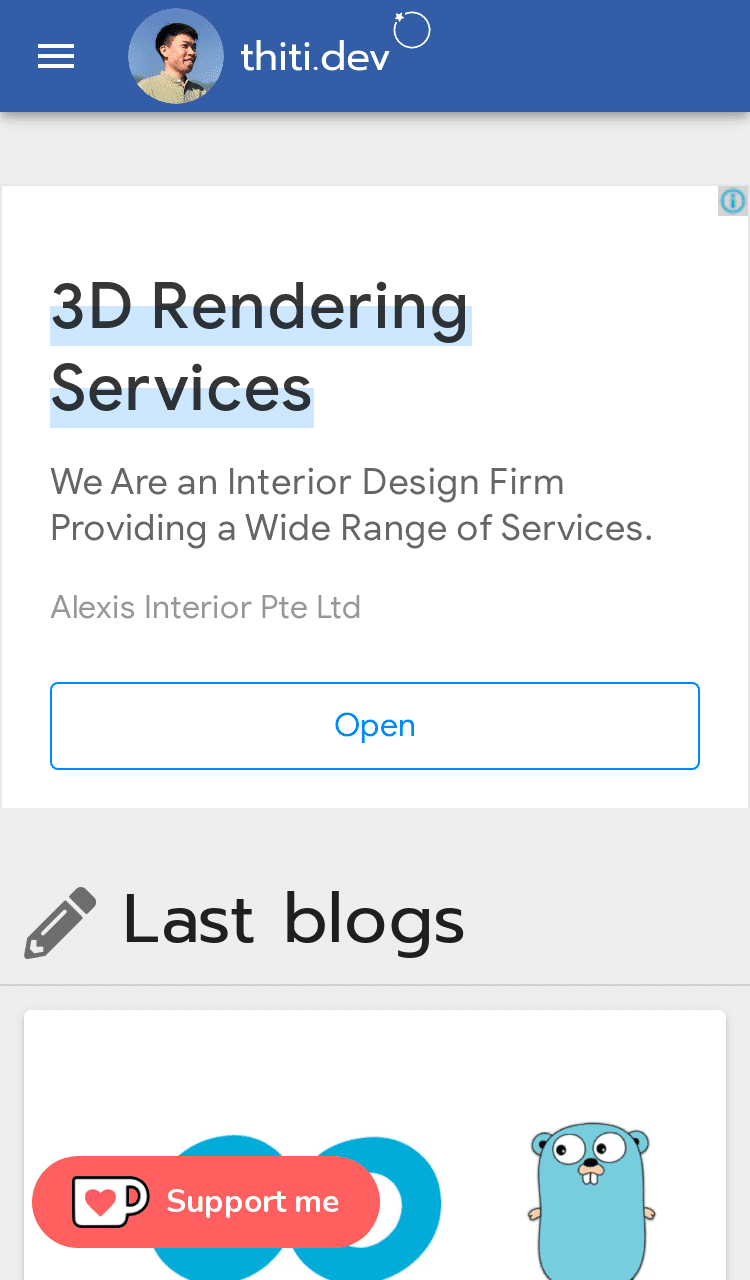 thiti.dev
3D Rendering
Services
We Are an Interior Design Firm
Providing a Wide Range of Services.
Alexis Interior Pte Ltd
Open
Last blogs
Support me